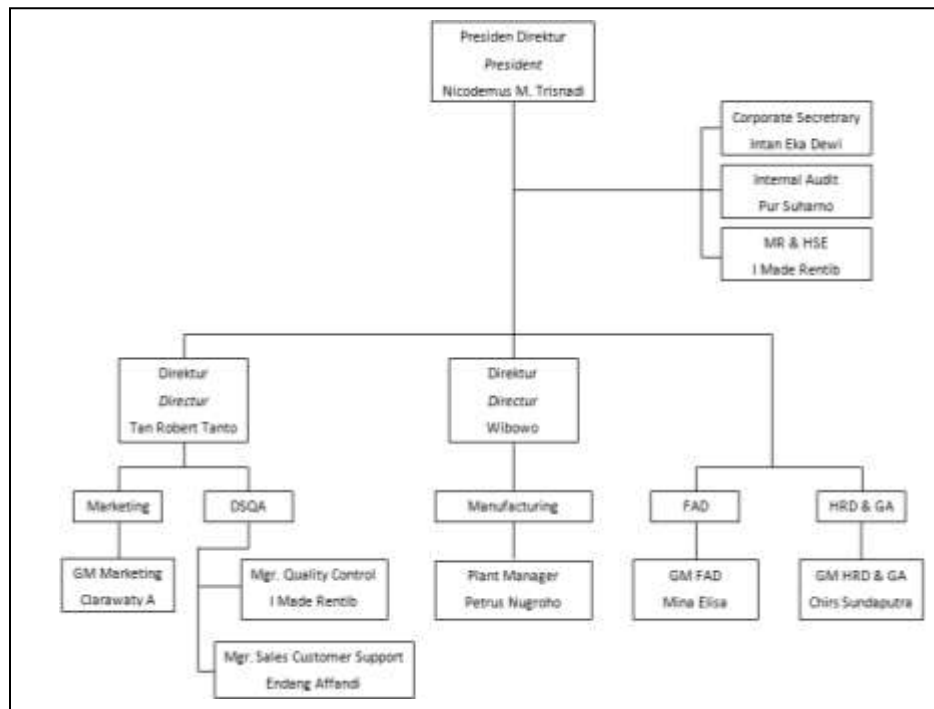 Presiden Direktur
President
Nicodemus M. Trisnadi
Corporate Secretrary
Intan Eka Dewi
Internal Audit
Pur Suharno
MR & HSE
I Made Rentib
Direktur
Directur
Tan Robert Tanto
Direktur
Directur
Wibowo
Marketing
DSQA
Manufacturing
FAD
HRD & GA
GM Marketing
Clarawaty A
Mgr. Quality Control
I Made Rentib
Plant Manager
Petrus Nugroho
GM FAD
Mina Elisa
GM HRD & GA
Chirs Sundaputra
Mgr. Sales Customer Support
Endang Affandi